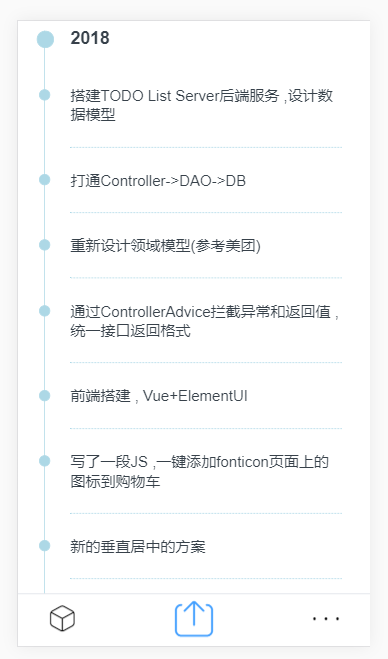 2018
搭建TODO List Server后端服务 ,设计数
据模型
打通Controller->DAO->DB
重新设计领域模型(参考美团)
通过ControllerAdvice拦截异常和返回值 ,
统一接口返回格式
前端搭建 , Vue+ElementUI
写了一段JS ,一键添加fonticon页面上的
图标到购物车
新的垂直居中的方案